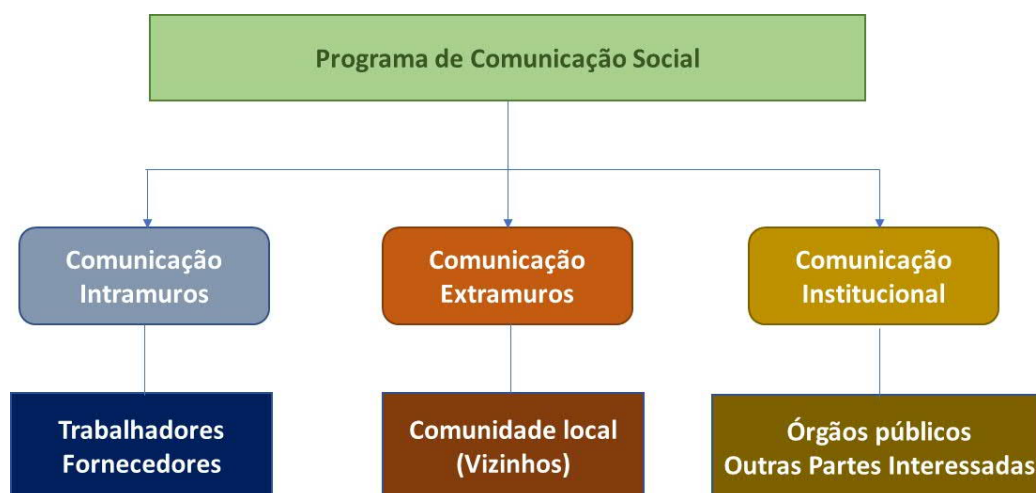 Programa de Comunicação Social
Comunicação
Intramuros
Comunicação
Extramuros
Comunicação
Institucional
Trabalhadores
Fornecedores
Comunidade local
(Vizinhos)
Órgãos públicos
Outras Partes Interessadas